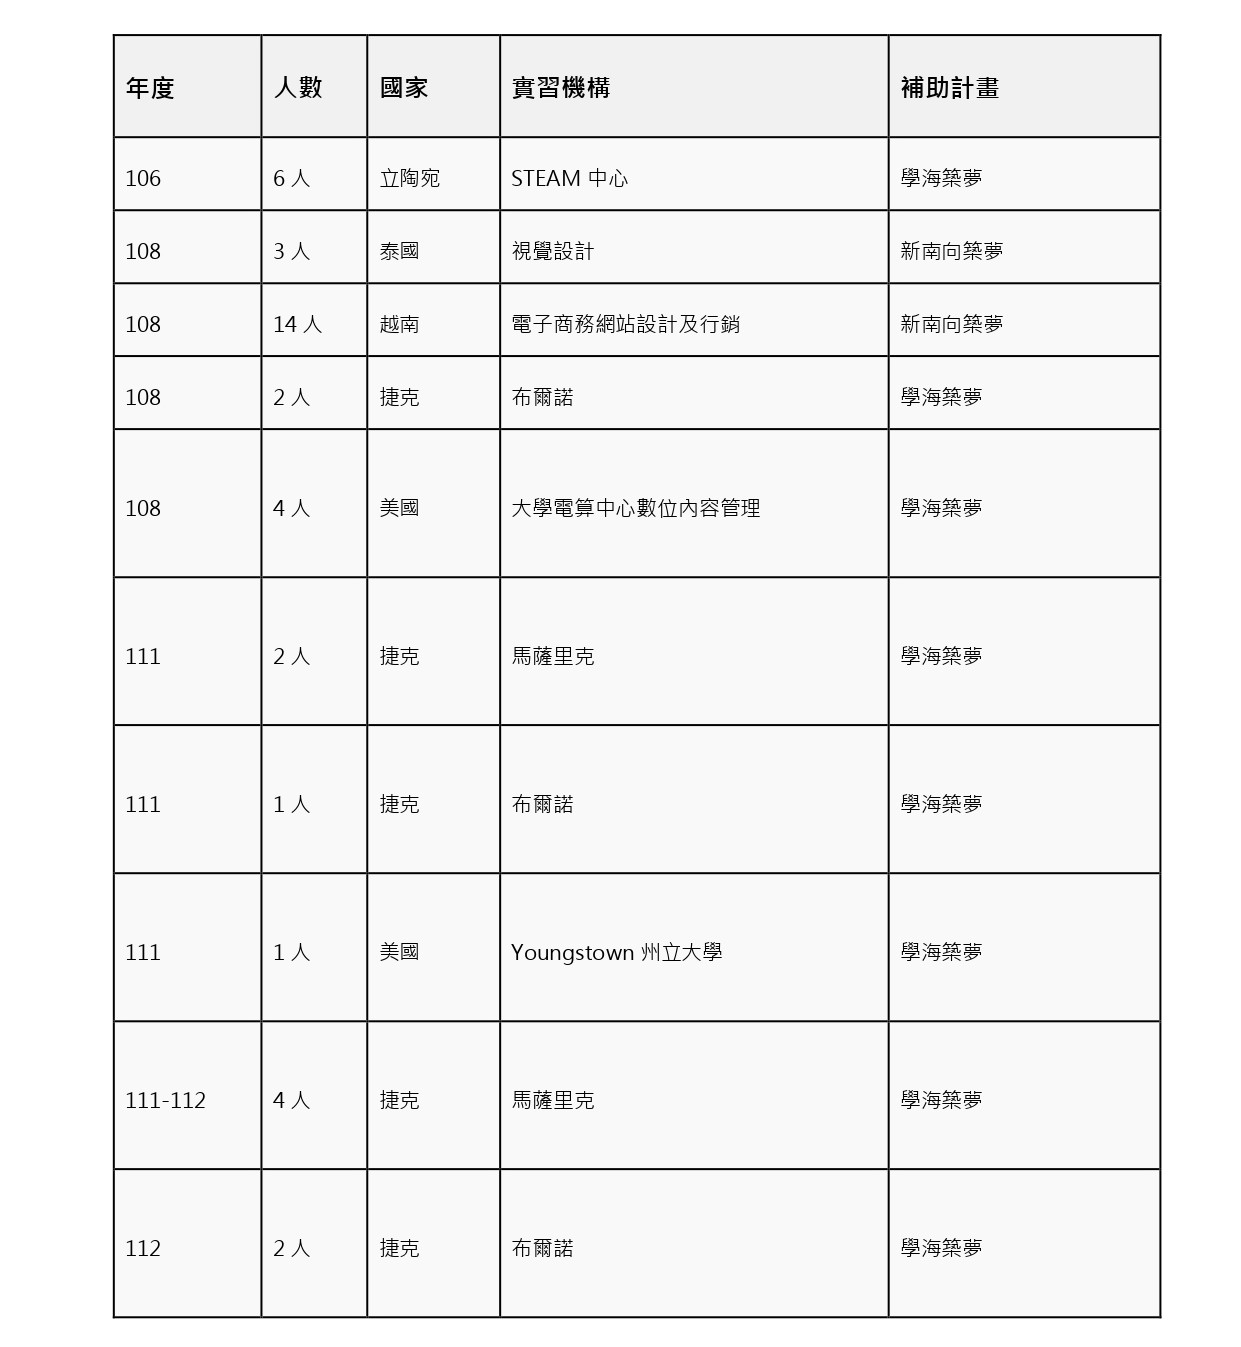 年度 人數 國家 實習機構 補助計畫
106 6 人 立陶宛 STEAM 中心 學海築夢
108 3 人 泰國 視覺設計 新南向築夢
108 14 人 越南 電子商務網站設計及行銷 新南向築夢
108 2 人 捷克 布爾諾 學海築夢
108 4 人 美國 大學電算中心數位內容管理 學海築夢
111 2 人 捷克 馬薩里克 學海築夢
111 1 人 捷克 布爾諾 學海築夢
111 1 人 美國 Youngstown 州立大學 學海築夢
111-112 4 人 捷克 馬薩里克 學海築夢
112 2 人 捷克 布爾諾 學海築夢